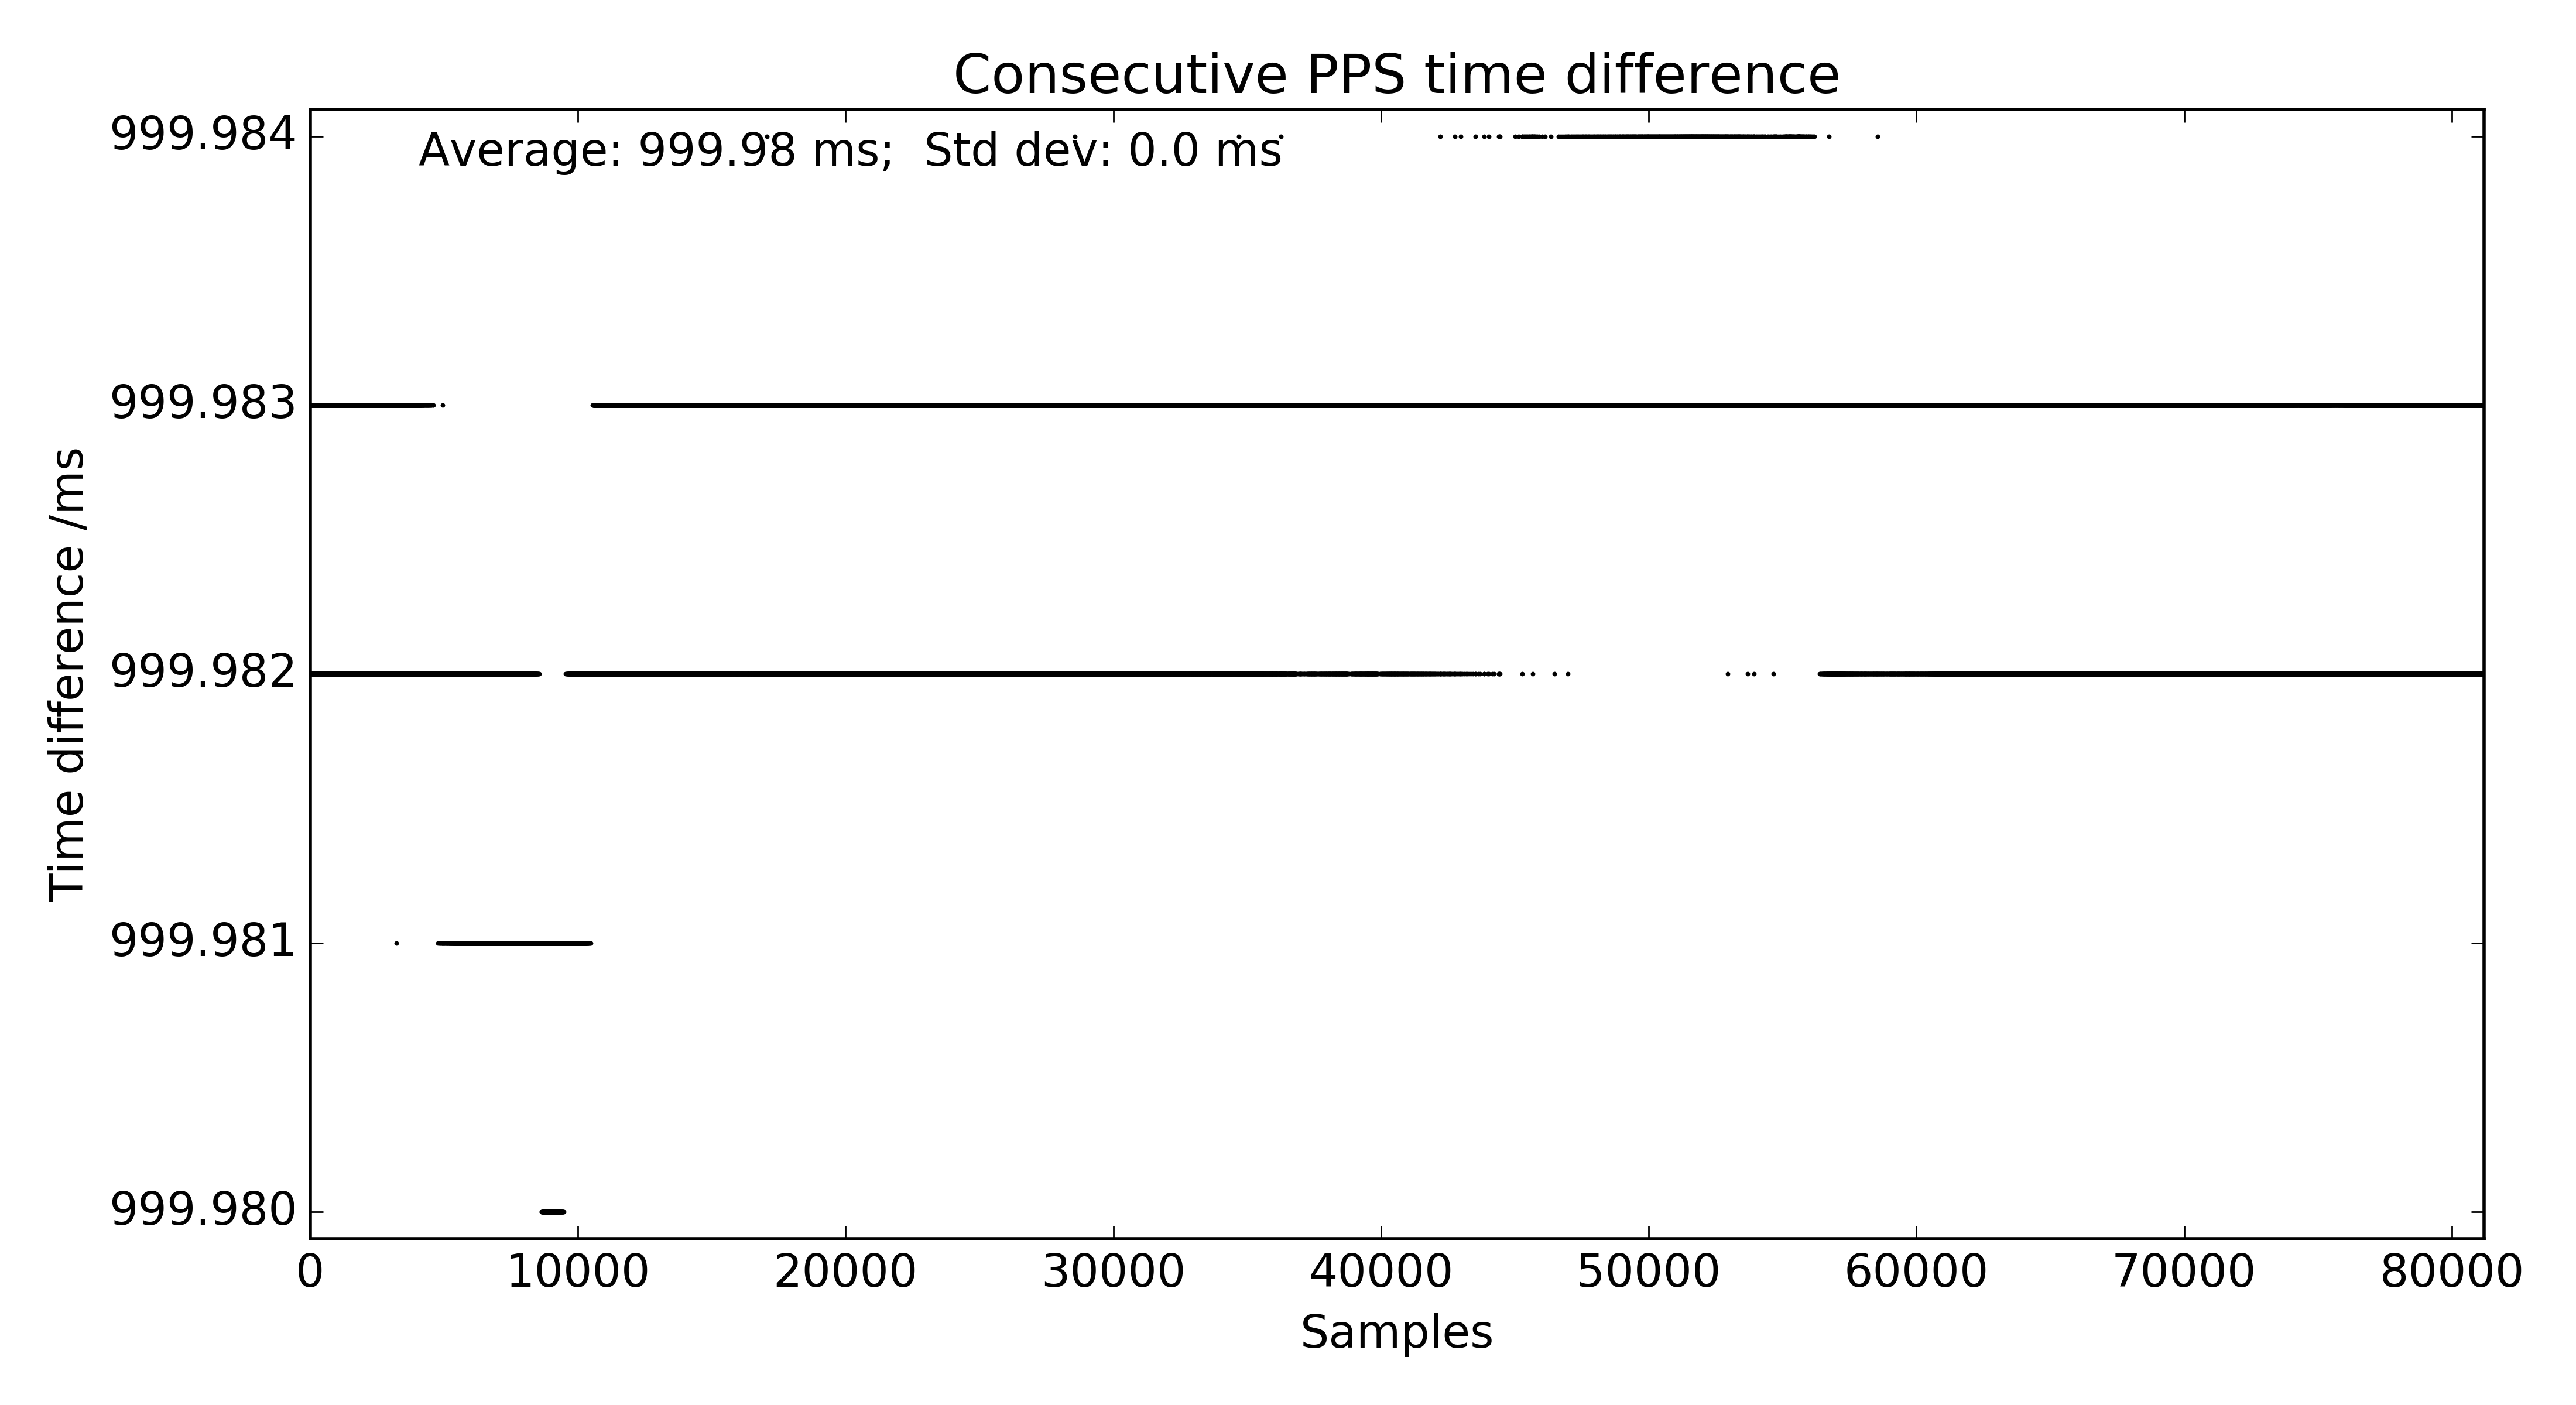 Consecutive PPS time difference
Average: 999.98 ms;  Std dev: 0.0 ms
Time difference /ms
999.984
999.983
999.982
999.981
999.980
0 10000 20000 30000 40000 50000 60000 70000 80000
Samples